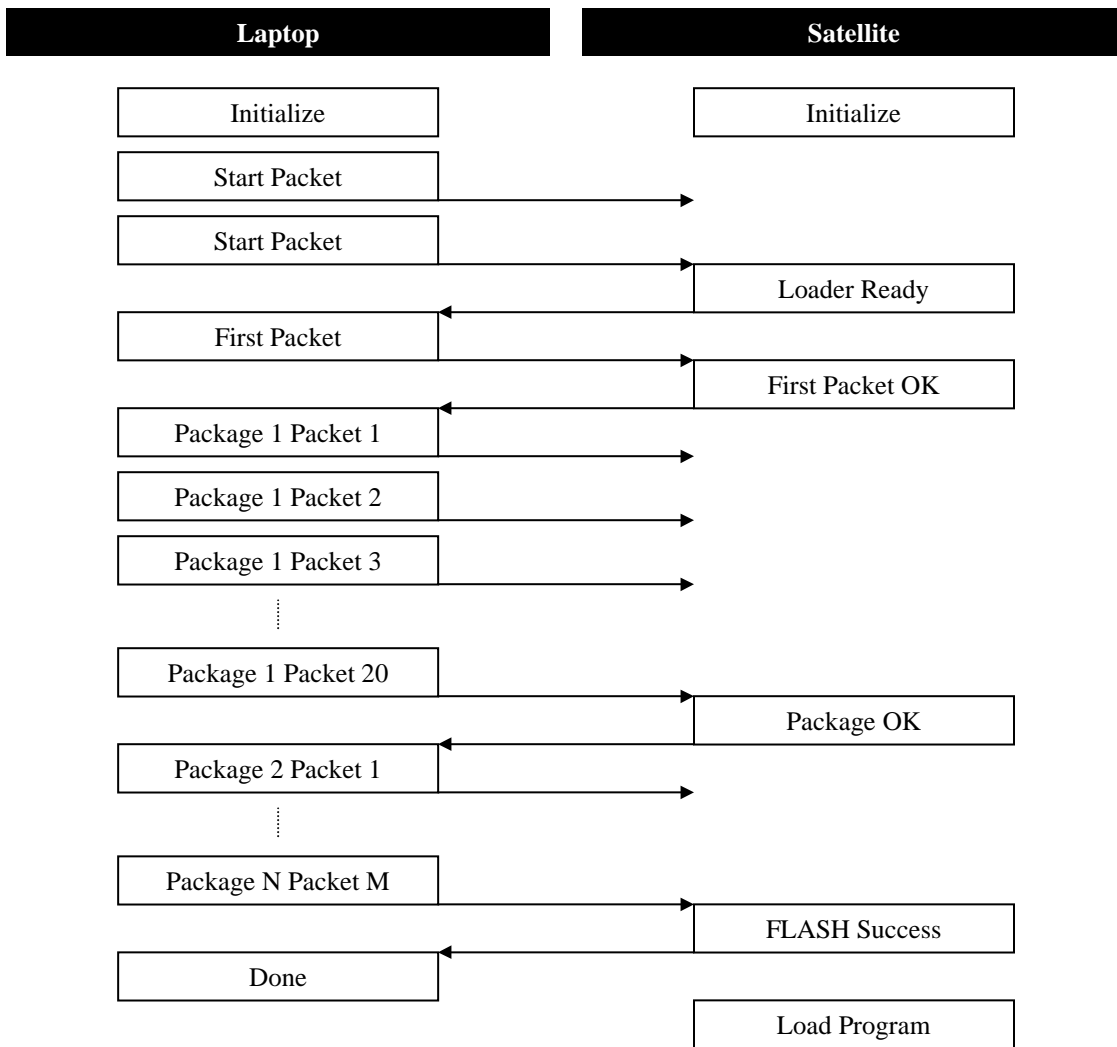 Laptop
Satellite
Initialize
Initialize
Start Packet
Start Packet
Loader Ready
First Packet
First Packet OK
Package 1 Packet 1
Package 1 Packet 2
Package 1 Packet 3
Package 1 Packet 20
Package OK
Package 2 Packet 1
Package N Packet M
FLASH Success
Done
Load Program